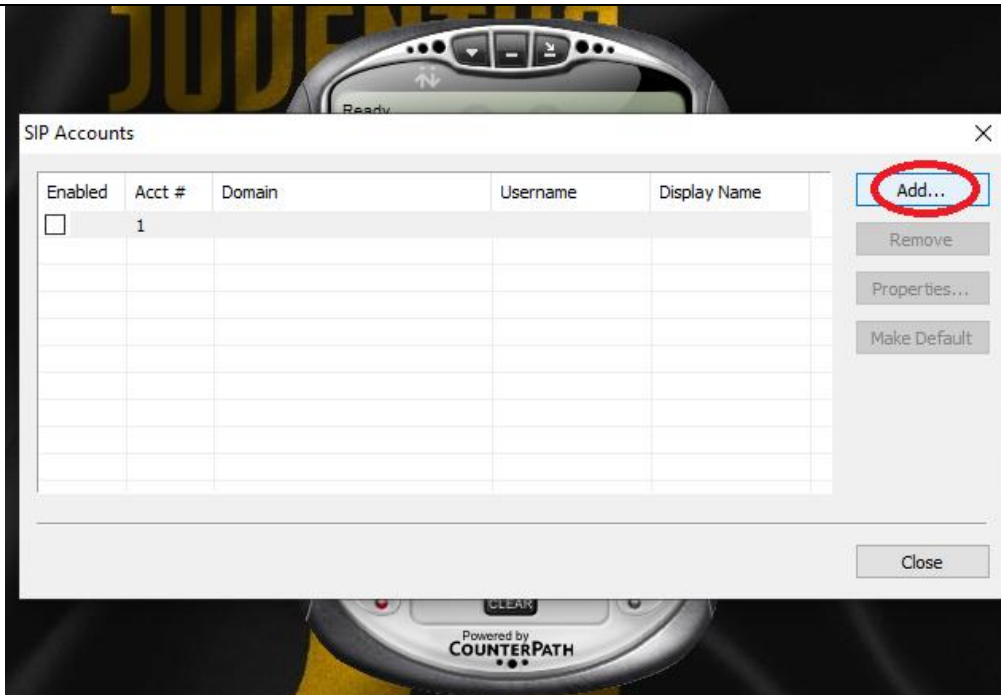 JUVENTUS
Ready
SIP Accounts
Enabled Acct # Domain Username Display Name
1
Add...
Remove
Properties...
Make Default
Close
CLEAR
Powered by
COUNTERPATH